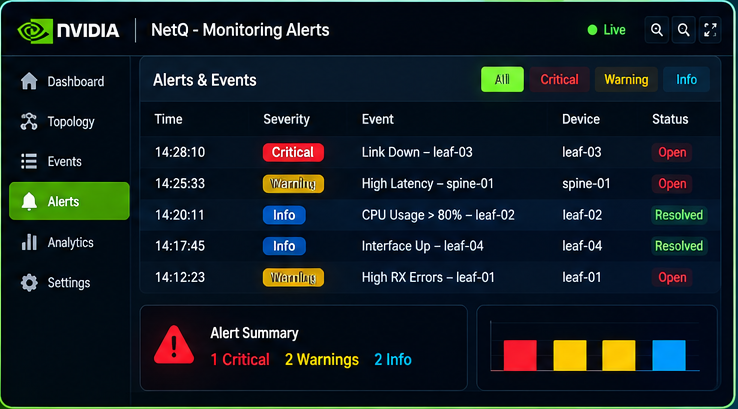 NVIDIA NetQ - Monitoring Alerts Live
Dashboard
Topology
Events
Alerts
Analytics
Settings
Alerts & Events All Critical Warning Info
Time Severity Event Device Status
14:28:10 Critical Link Down – leaf-03 leaf-03 Open
14:25:33 Warning High Latency – spine-01 spine-01 Open
14:20:11 Info CPU Usage > 80% – leaf-02 leaf-02 Resolved
14:17:45 Info Interface Up – leaf-04 leaf-04 Resolved
14:12:23 Warning High RX Errors – leaf-01 leaf-01 Open
Alert Summary
1 Critical 2 Warnings 2 Info